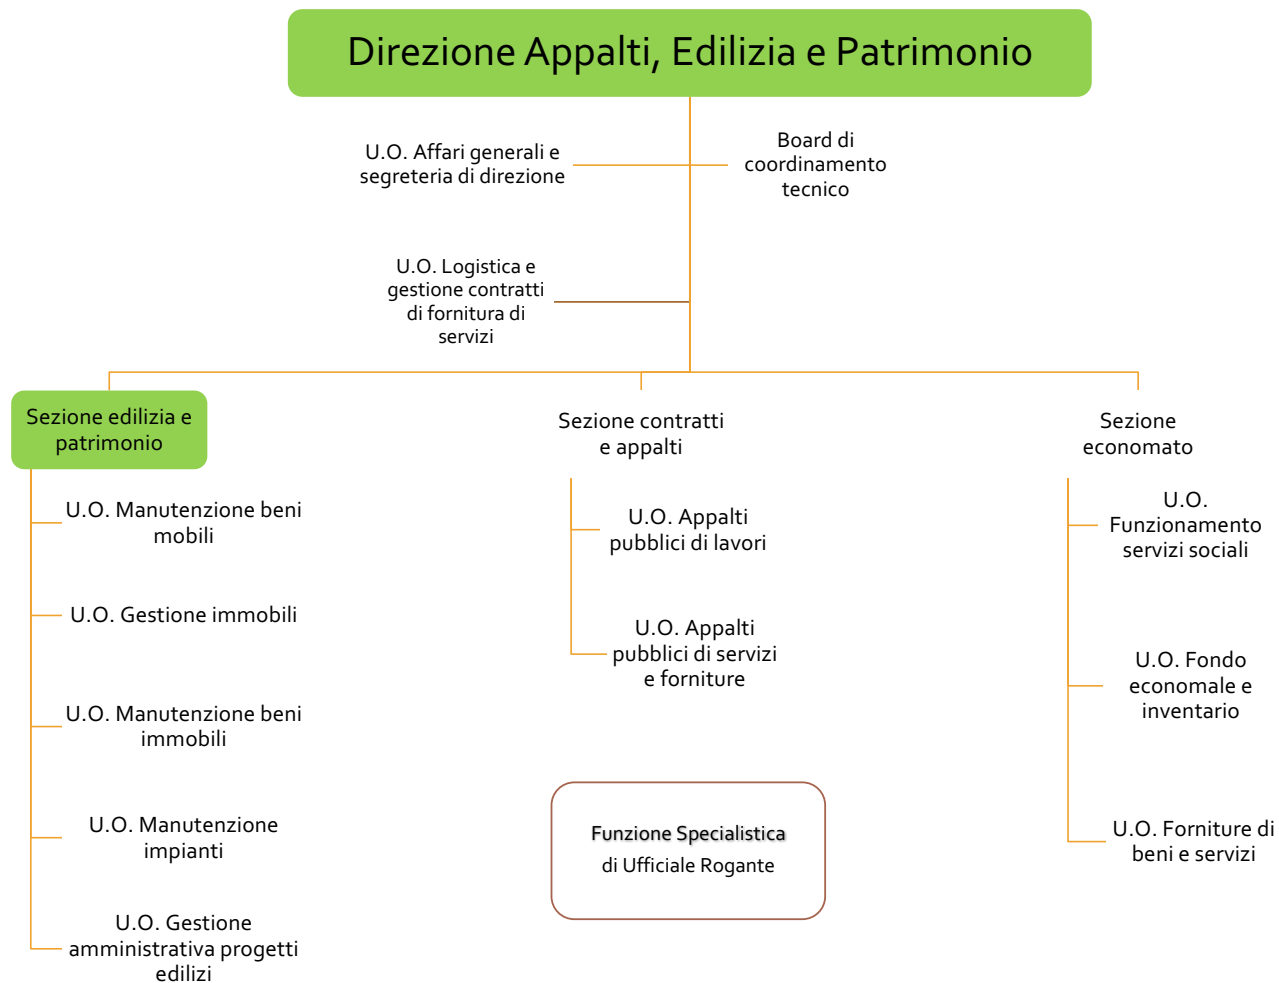 Direzione Appalti, Edilizia e Patrimonio
U.O. Affari generali e
segreteria di direzione
Board di
coordinamento
tecnico
U.O. Logistica e
gestione contratti
di fornitura di
servizi
Sezione edilizia e
patrimonio
U.O. Manutenzione beni
mobili
U.O. Gestione immobili
U.O. Manutenzione beni
immobili
U.O. Manutenzione
impianti
U.O. Gestione
amministrativa progetti
edilizi
Sezione contratti
e appalti
U.O. Appalti
pubblici di lavori
U.O. Appalti
pubblici di servizi
e forniture
Funzione Specialistica
di Ufficiale Rogante
Sezione
economato
U.O.
Funzionamento
servizi sociali
U.O. Fondo
economale e
inventario
U.O. Forniture di
beni e servizi